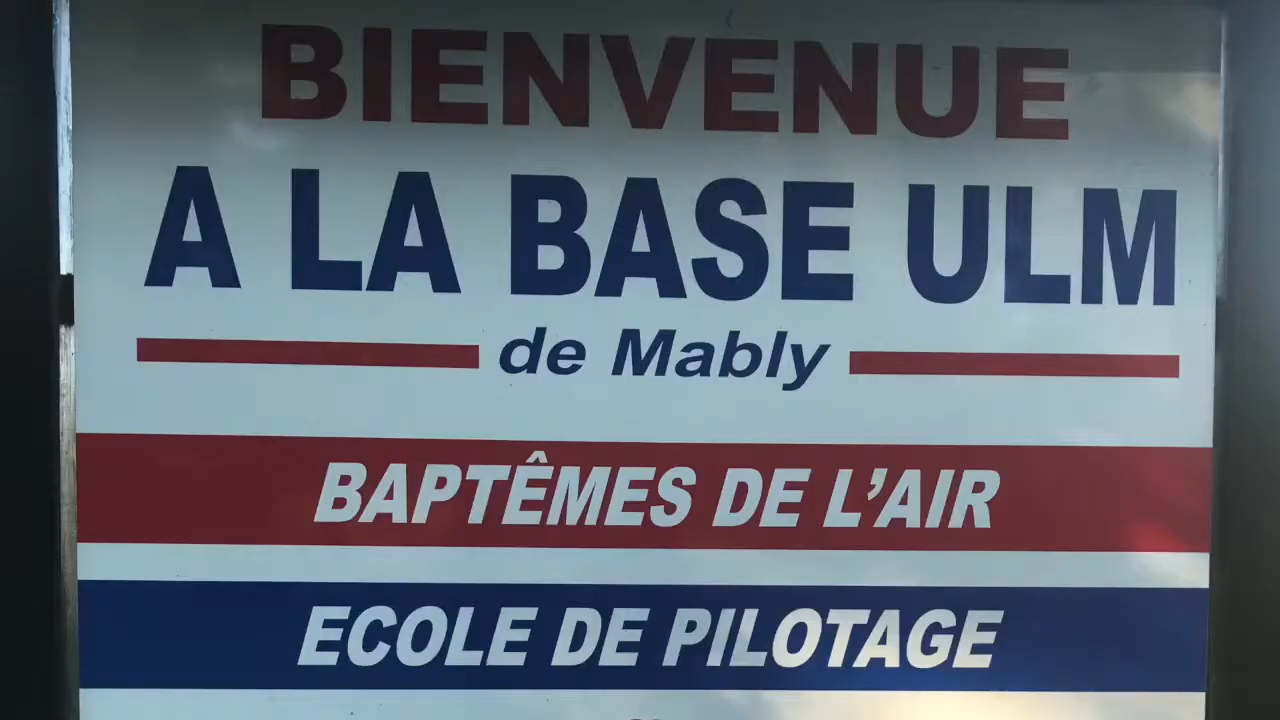 BIENVENUE
A LA BASE ULM
de Mably
BAPTÊMES DE L'AIR
ECOLE DE PILOTAGE